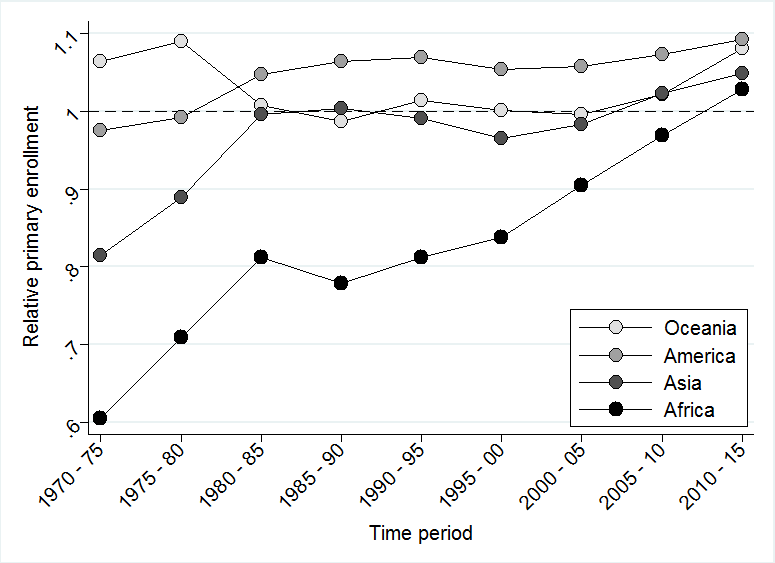 Relative primary enrollment
1.1
1
.9
.8
.7
.6
Oceania
America
Asia
Africa
1970 - 75
1975 - 80
1980 - 85
1985 - 90
1990 - 95
1995 - 00
2000 - 05
2005 - 10
2010 - 15
Time period